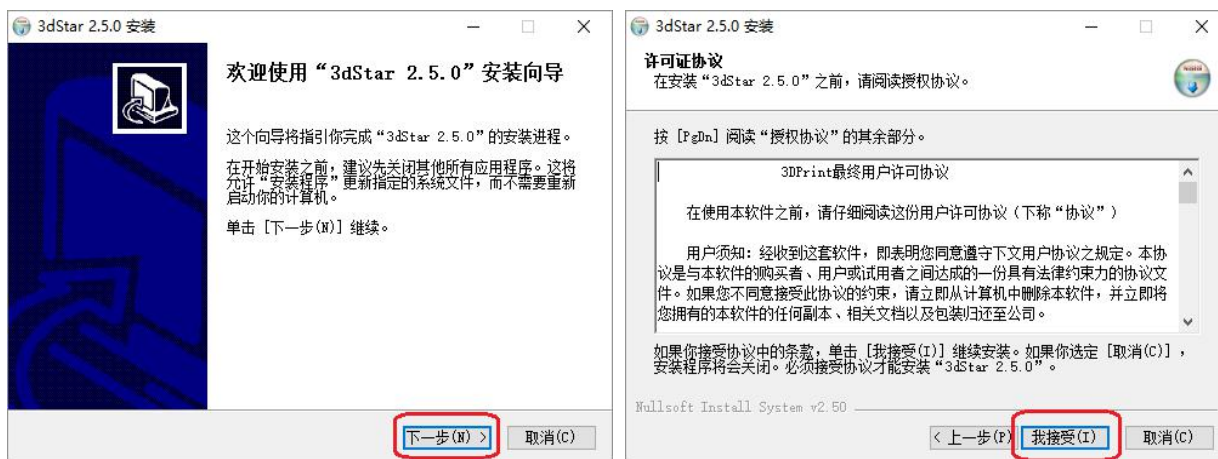 3dStar 2.5.0 安装
欢迎使用“3dStar 2.5.0”安装向导
这个向导将指引你完成“3dStar 2.5.0”的安装进程。
在开始安装之前，建议先关闭其他所有应用程序。这将
允许“安装程序”更新指定的系统文件，而不需要重新
启动你的计算机。
单击 [下一步(N)] 继续。
下一步(N) >
取消(C)
3dStar 2.5.0 安装
许可证协议
在安装“3dStar 2.5.0”之前，请阅读授权协议。
按 [PgDn] 阅读“授权协议”的其余部分。
3DPrint最终用户许可协议
在使用本软件之前，请仔细阅读这份用户许可协议（下称“协议”）
用户须知：经收到这套软件，即表明您同意遵守下文用户协议之规定。本协
议是与本软件的购买者、用户或试用者之间达成的一份具有法律约束力的协议文
件。如果您不同意接受此协议的约束，请立即从计算机中删除本软件，并立即将
您拥有的本软件的任何副本、相关文档以及包装归还至公司。
如果你接受协议中的条款，单击 [我接受(I)] 继续安装。如果你选定 [取消(C)] ，
安装程序将会关闭。必须接受协议才能安装“3dStar 2.5.0”。
Nullsoft Install System v2.50
< 上一步(P)
我接受(I)
取消(C)